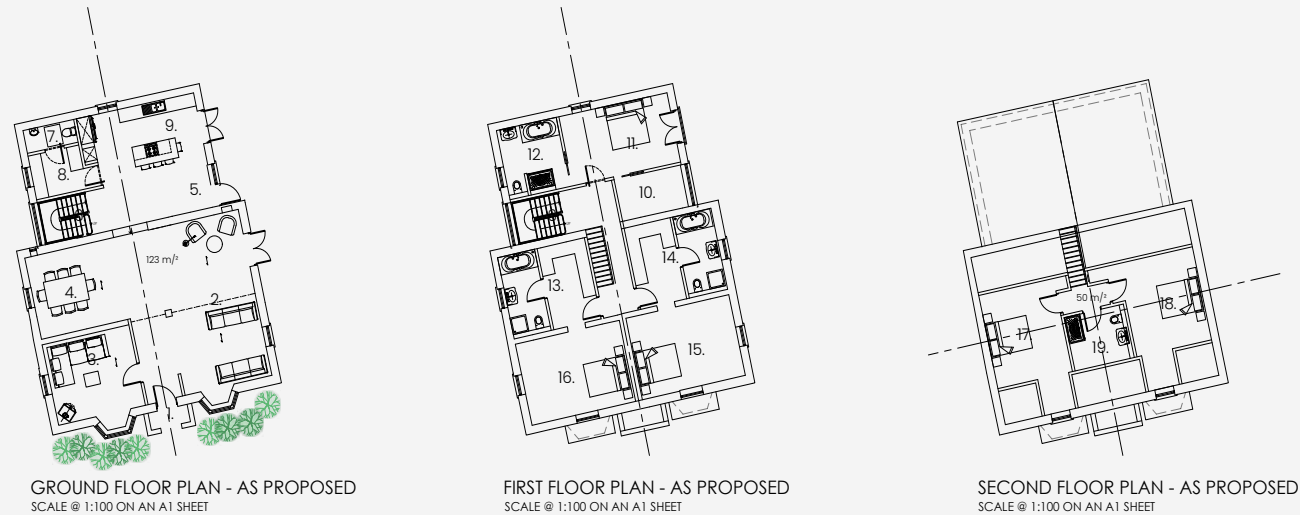 7.
9.
8.
5.
123 m/²
2.
4.
3.
1.
GROUND FLOOR PLAN - AS PROPOSED
SCALE @ 1:100 ON AN A1 SHEET
11.
12.
10.
14.
13.
15.
16.
FIRST FLOOR PLAN - AS PROPOSED
SCALE @ 1:100 ON AN A1 SHEET
50 m/²
18.
17.
19.
SECOND FLOOR PLAN - AS PROPOSED
SCALE @ 1:100 ON AN A1 SHEET